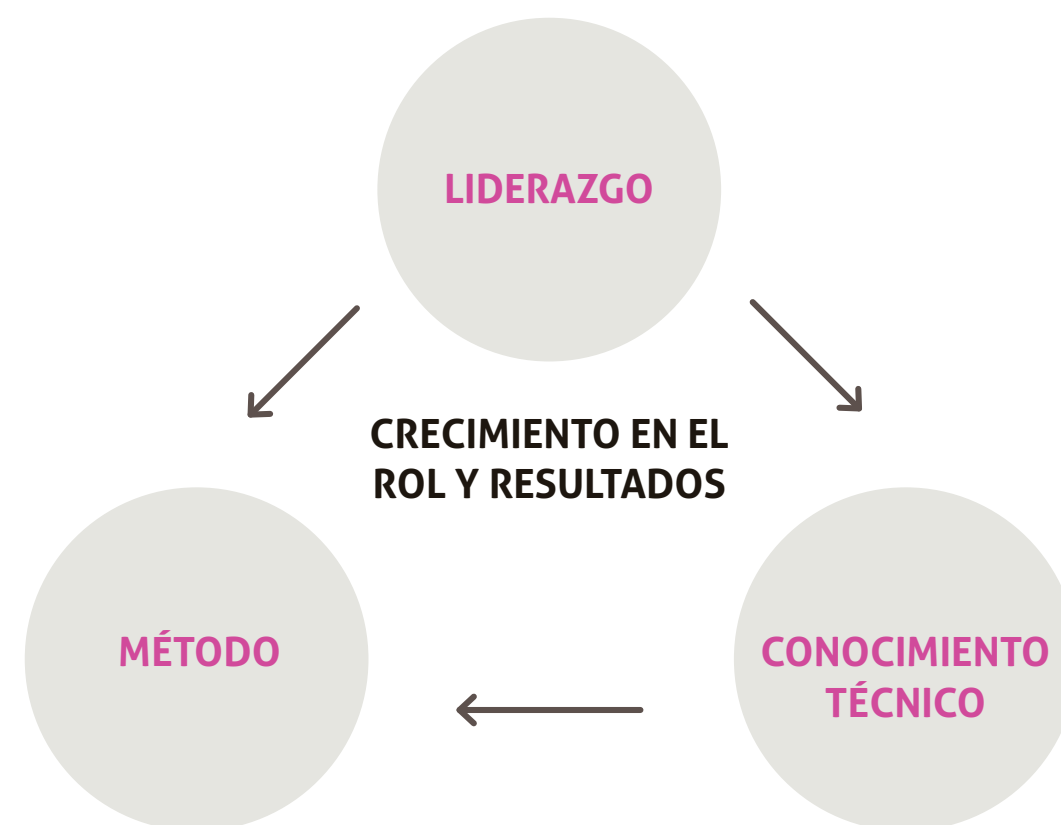 LIDERAZGO
CRECIMIENTO EN EL
ROL Y RESULTADOS
MÉTODO
CONOCIMIENTO
TÉCNICO